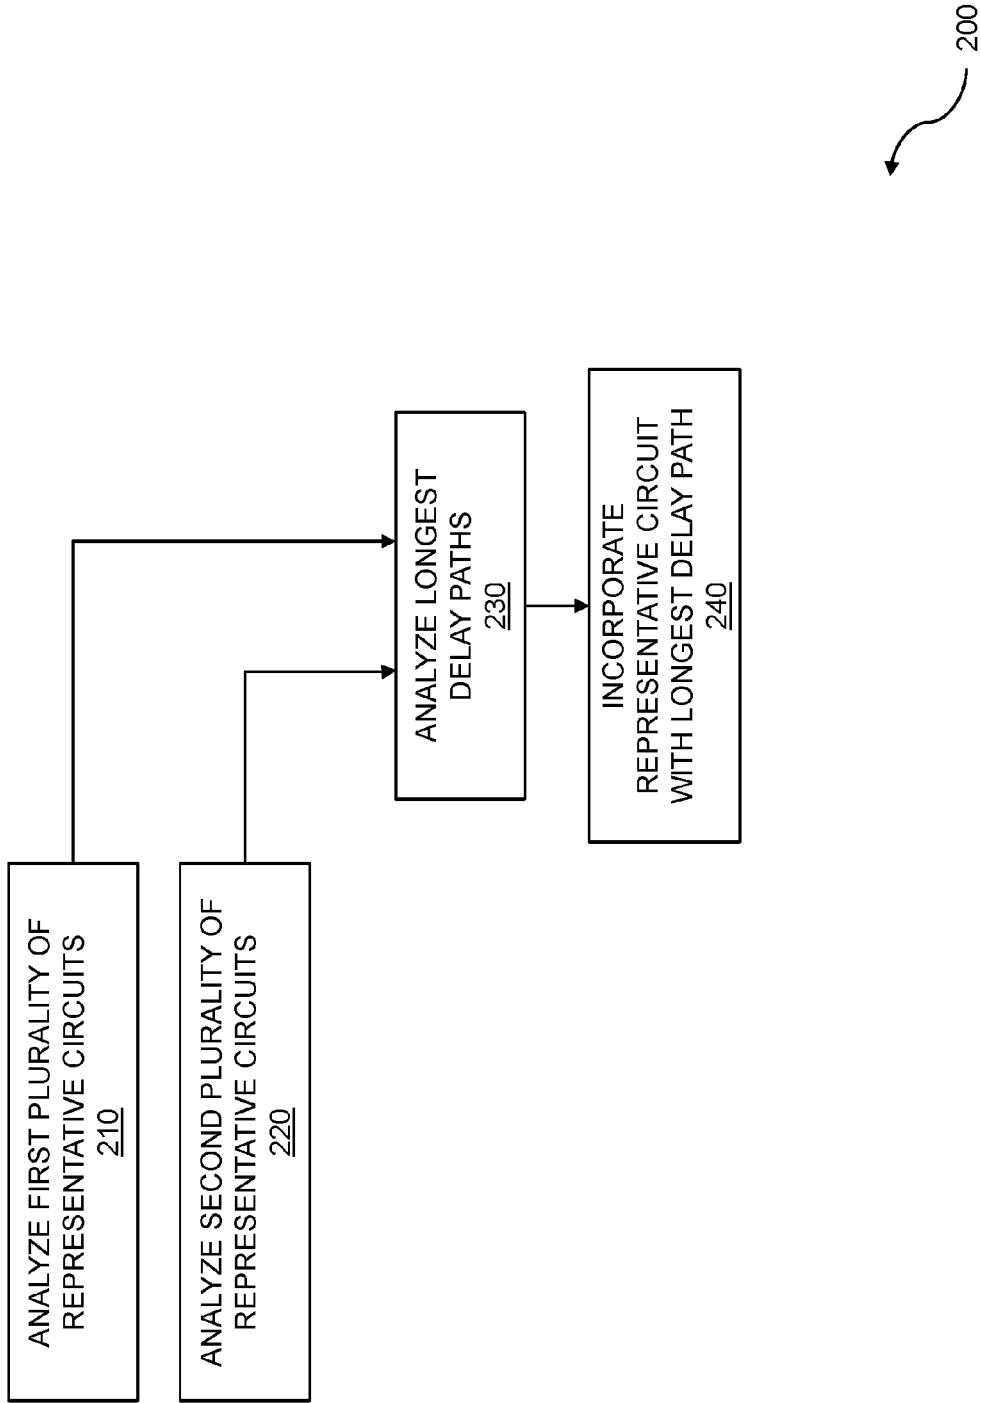 ANALYZE FIRST PLURALITY OF
REPRESENTATIVE CIRCUITS
210
ANALYZE SECOND PLURALITY OF
REPRESENTATIVE CIRCUITS
220
ANALYZE LONGEST
DELAY PATHS
230
INCORPORATE
REPRESENTATIVE CIRCUIT
WITH LONGEST DELAY PATH
240
200